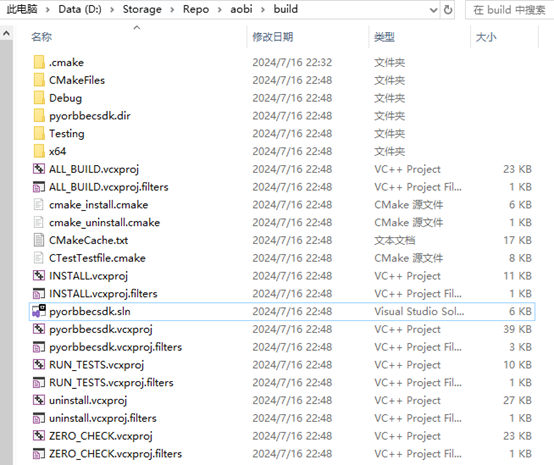 此电脑 > Data (D:) > Storage > Repo > aobi > build 在 build 中搜索
名称 修改日期 类型 大小
.cmake 2024/7/16 22:32 文件夹
CMakeFiles 2024/7/16 22:48 文件夹
Debug 2024/7/16 22:48 文件夹
pyorbbecsdk.dir 2024/7/16 22:48 文件夹
Testing 2024/7/16 22:48 文件夹
x64 2024/7/16 22:48 文件夹
ALL_BUILD.vcxproj 2024/7/16 22:48 VC++ Project 23 KB
ALL_BUILD.vcxproj.filters 2024/7/16 22:48 VC++ Project Fil... 1 KB
cmake_install.cmake 2024/7/16 22:48 CMake 源文件 6 KB
cmake_uninstall.cmake 2024/7/16 22:48 CMake 源文件 1 KB
CMakeCache.txt 2024/7/16 22:48 文本文档 17 KB
CTestTestfile.cmake 2024/7/16 22:48 CMake 源文件 8 KB
INSTALL.vcxproj 2024/7/16 22:48 VC++ Project 11 KB
INSTALL.vcxproj.filters 2024/7/16 22:48 VC++ Project Fil... 1 KB
pyorbbecsdk.sln 2024/7/16 22:48 Visual Studio Sol... 6 KB
pyorbbecsdk.vcxproj 2024/7/16 22:48 VC++ Project 39 KB
pyorbbecsdk.vcxproj.filters 2024/7/16 22:48 VC++ Project Fil... 3 KB
RUN_TESTS.vcxproj 2024/7/16 22:48 VC++ Project 10 KB
RUN_TESTS.vcxproj.filters 2024/7/16 22:48 VC++ Project Fil... 1 KB
uninstall.vcxproj 2024/7/16 22:48 VC++ Project 27 KB
uninstall.vcxproj.filters 2024/7/16 22:48 VC++ Project Fil... 1 KB
ZERO_CHECK.vcxproj 2024/7/16 22:48 VC++ Project 23 KB
ZERO_CHECK.vcxproj.filters 2024/7/16 22:48 VC++ Project Fil... 1 KB